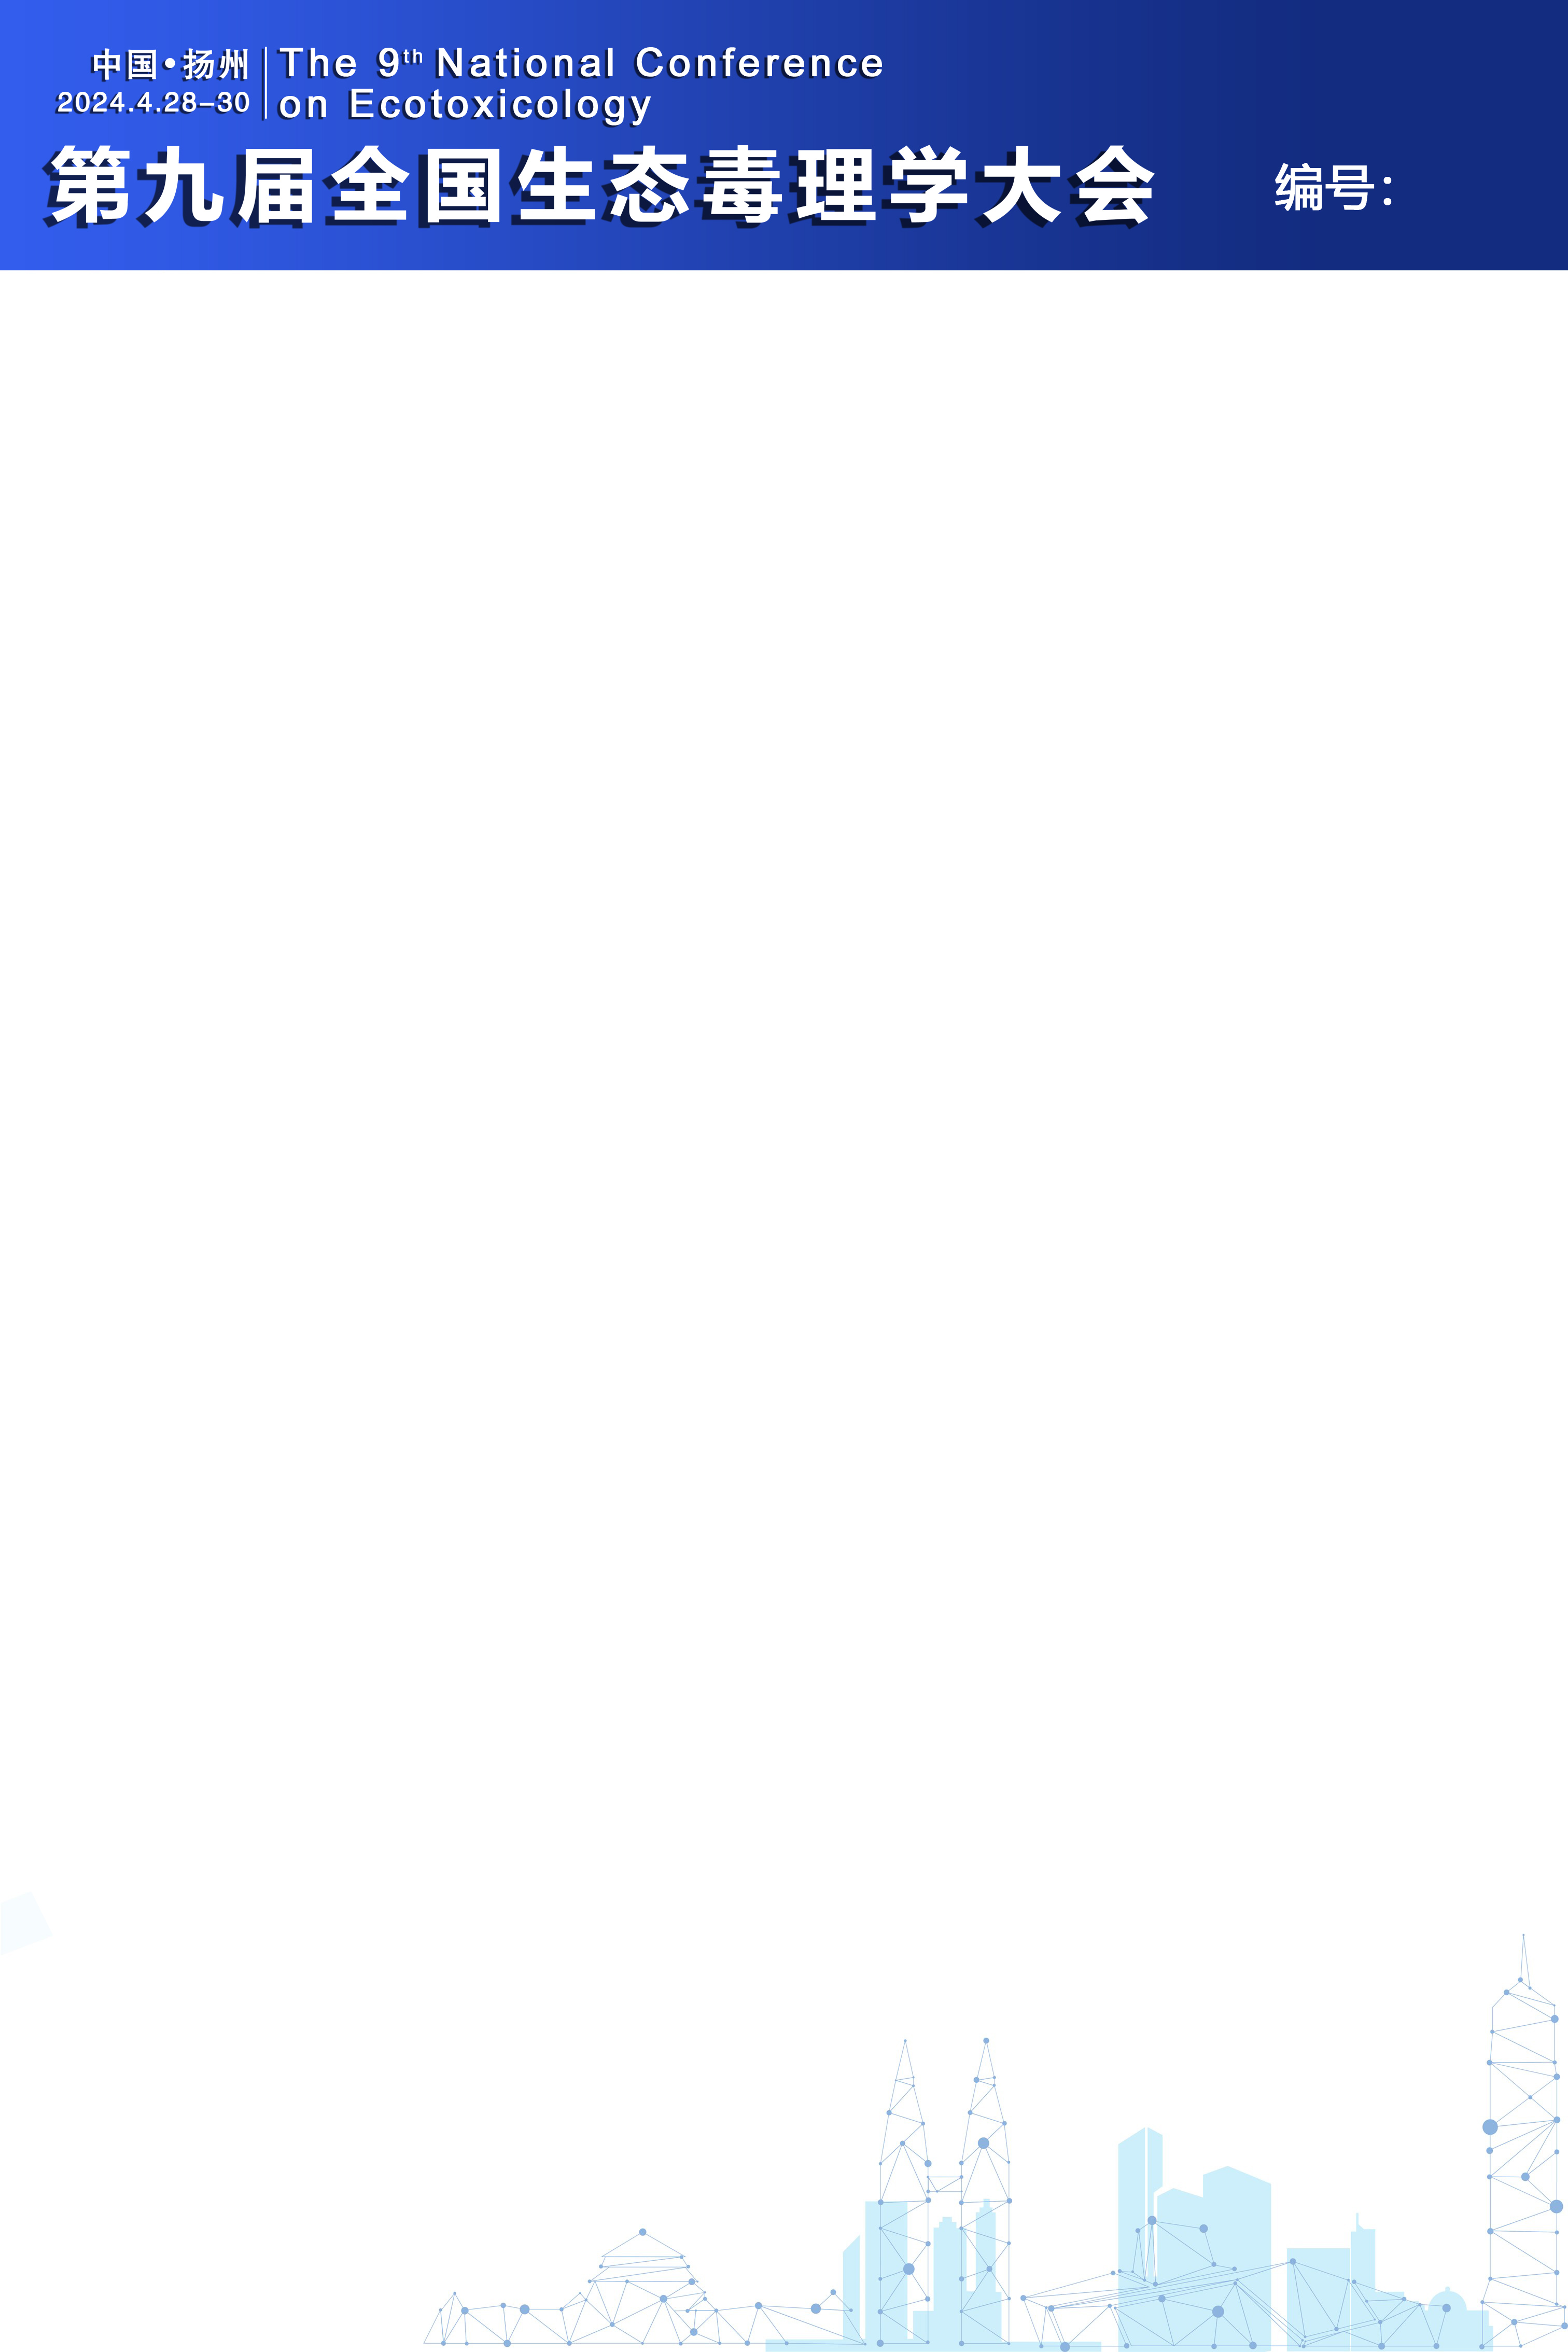 中国•扬州
2024.4.28-30
The 9th National Conference
on Ecotoxicology
第九届全国生态毒理学大会
编号：